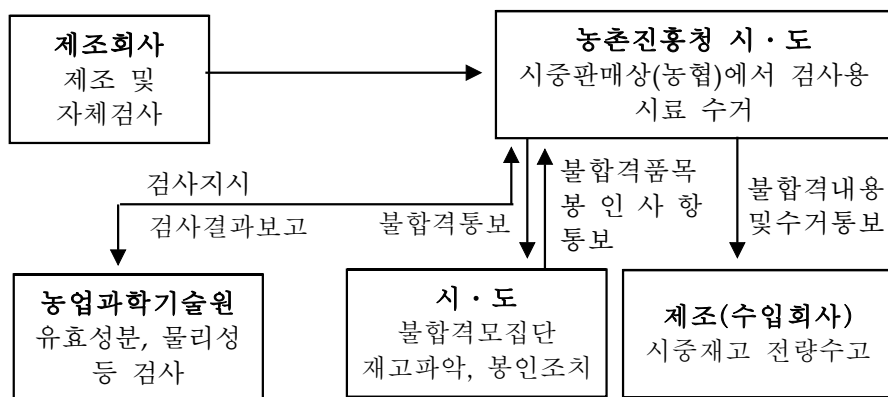 제조회사
제조 및
자체검사
농촌진흥청 시ㆍ도
시중판매상(농협)에서 검사용
시료 수거
검사지시
검사결과보고
불합격통보
불합격품목
봉 인 사 항
통보
불합격내용
및수거통보
농업과학기술원
유효성분, 물리성
등 검사
시ㆍ도
불합격모집단
재고파악, 봉인조치
제조(수입회사)
시중재고 전량수고